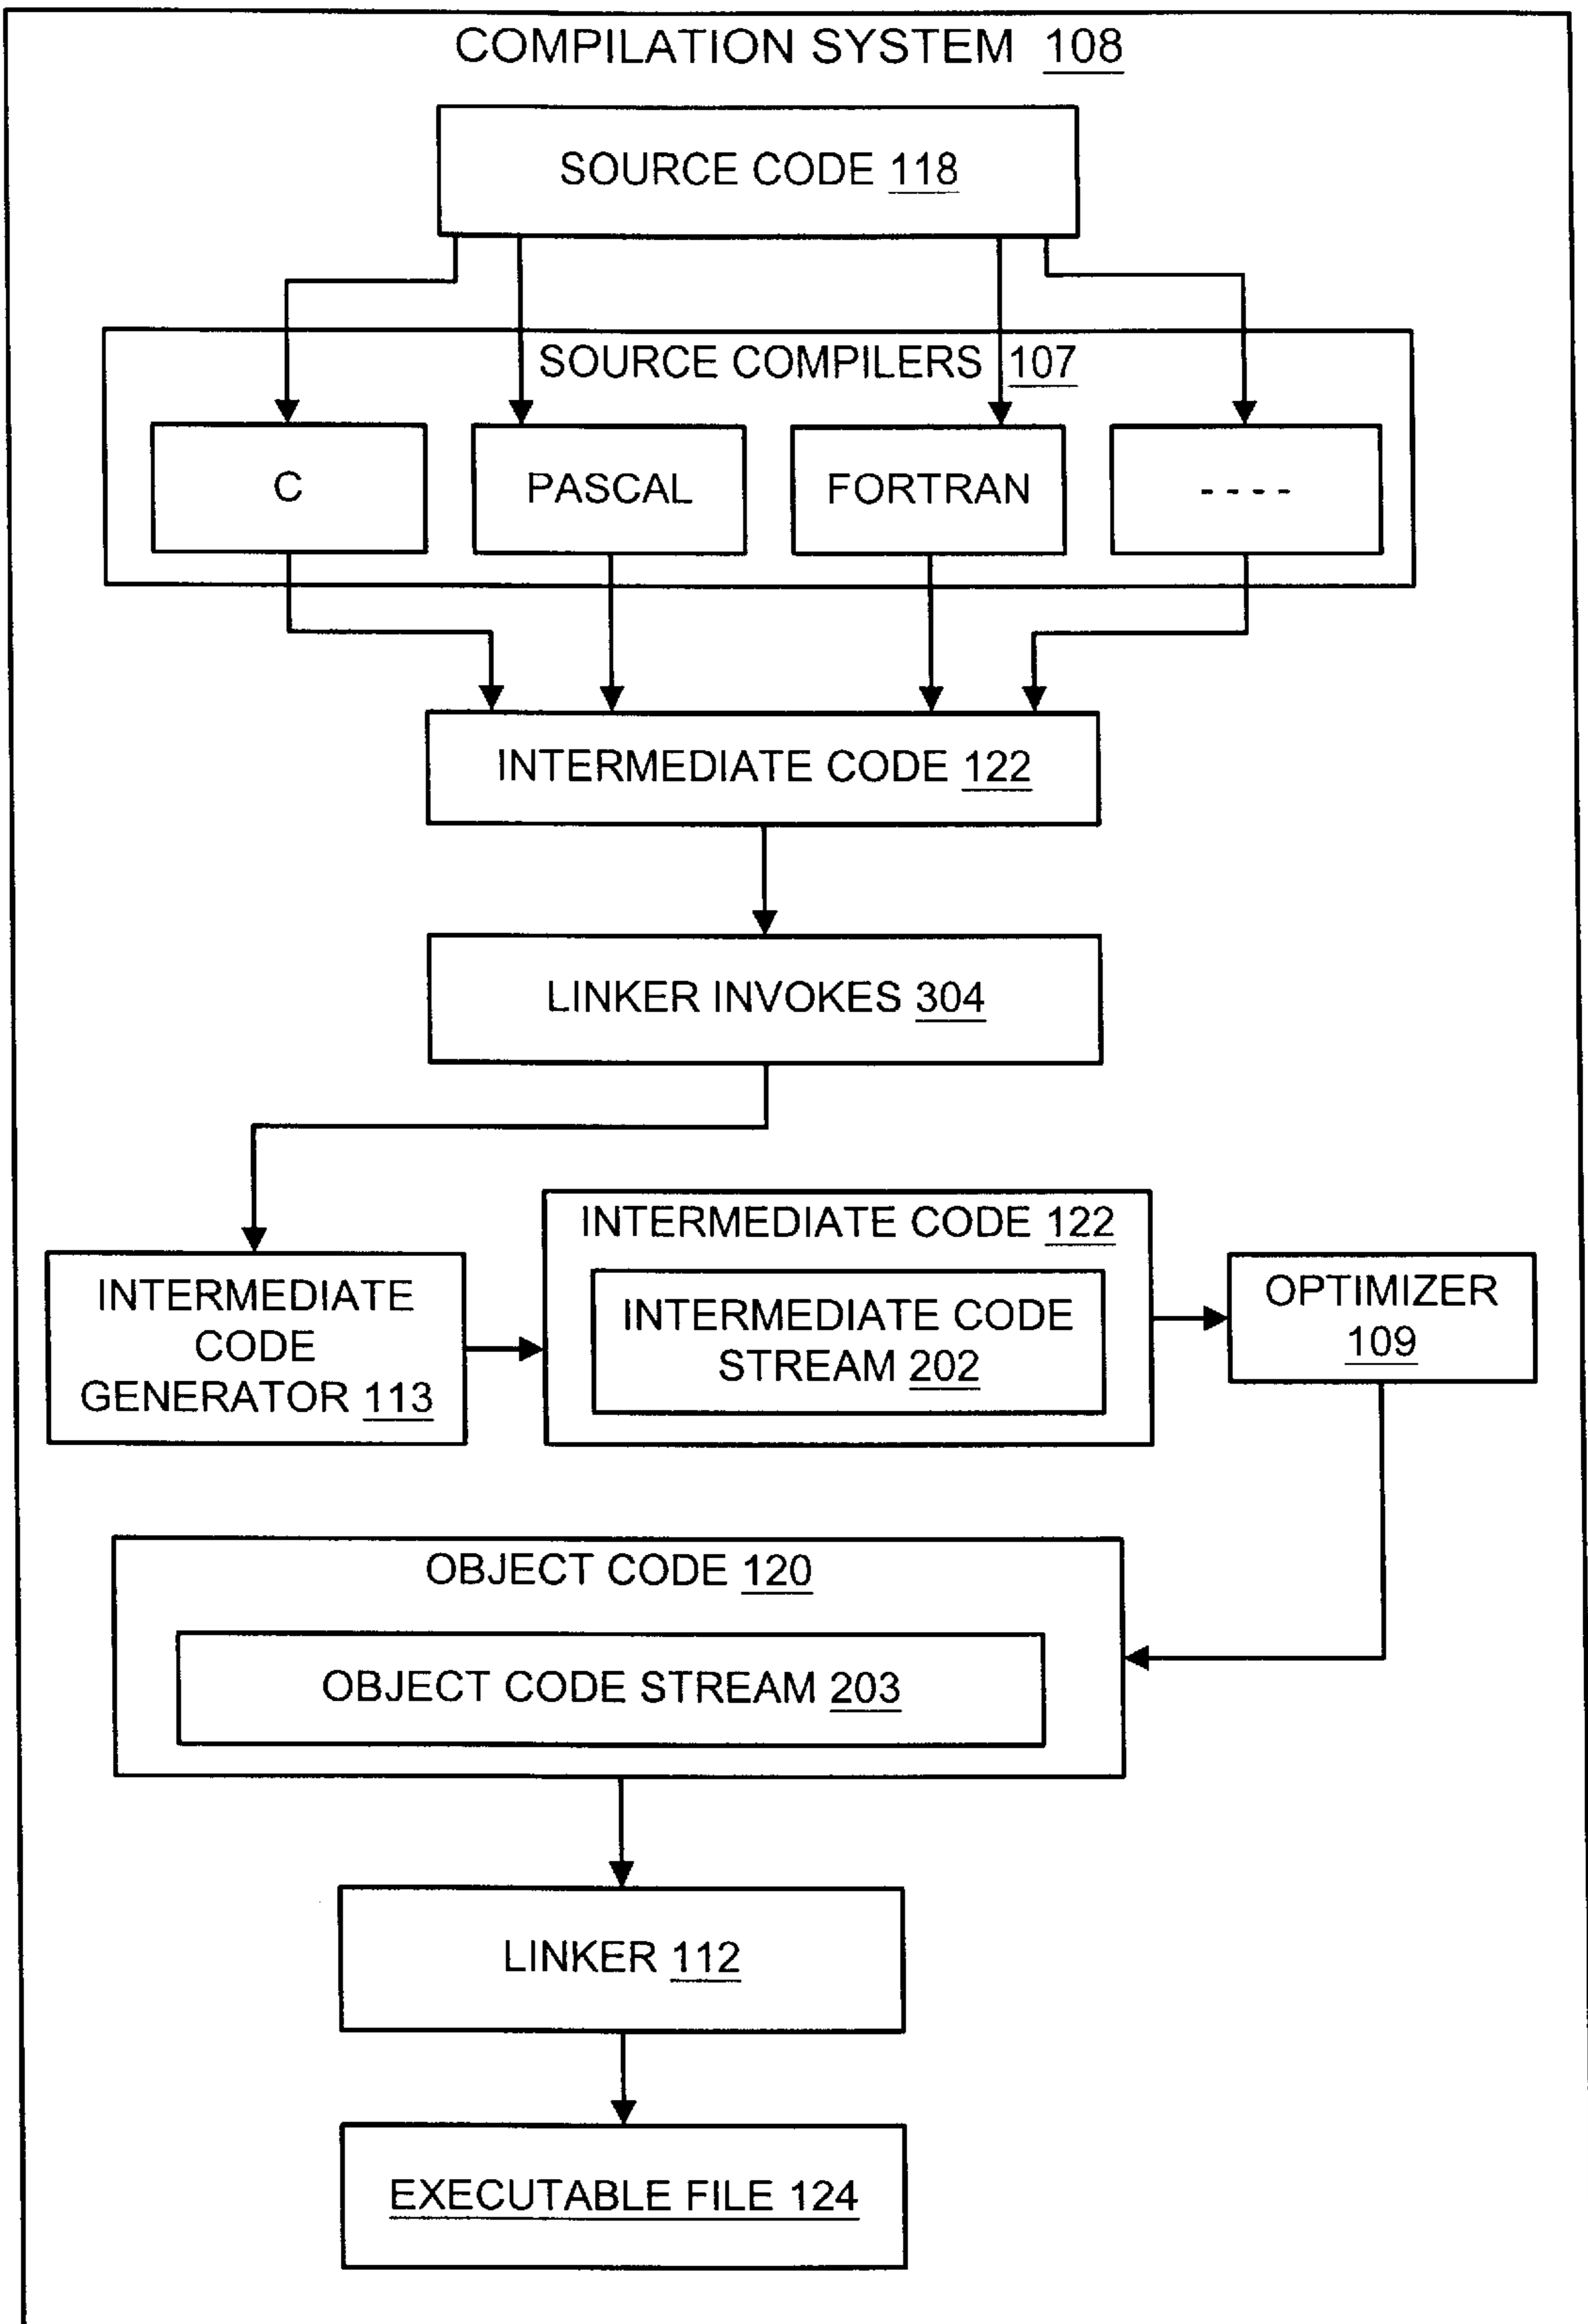 COMPILATION SYSTEM 108
SOURCE CODE 118
SOURCE COMPILERS 107
C
PASCAL
FORTRAN
----
INTERMEDIATE CODE 122
LINKER INVOKES 304
INTERMEDIATE
CODE
GENERATOR 113
INTERMEDIATE CODE 122
INTERMEDIATE CODE
STREAM 202
OPTIMIZER
109
OBJECT CODE 120
OBJECT CODE STREAM 203
LINKER 112
EXECUTABLE FILE 124